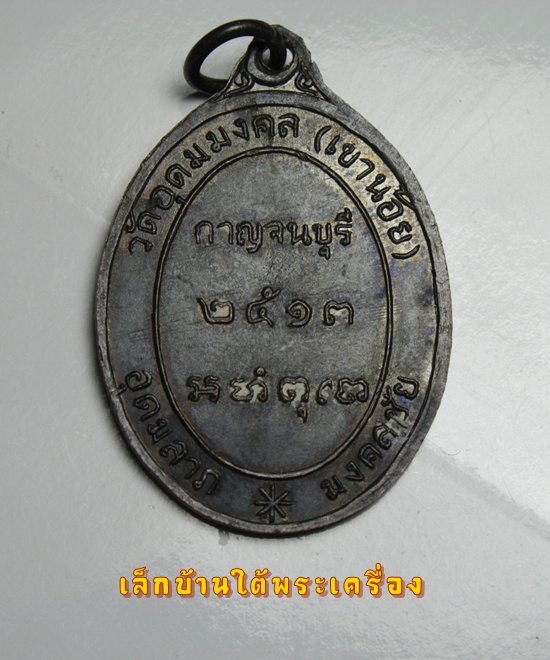 วัดอุดมมงคล (เขาน้อย)
กาญจนบุรี
๒๕๑๓
อุดมลาภ
มงคลชัย
เล็กบ้านใต้พระเครื่อง